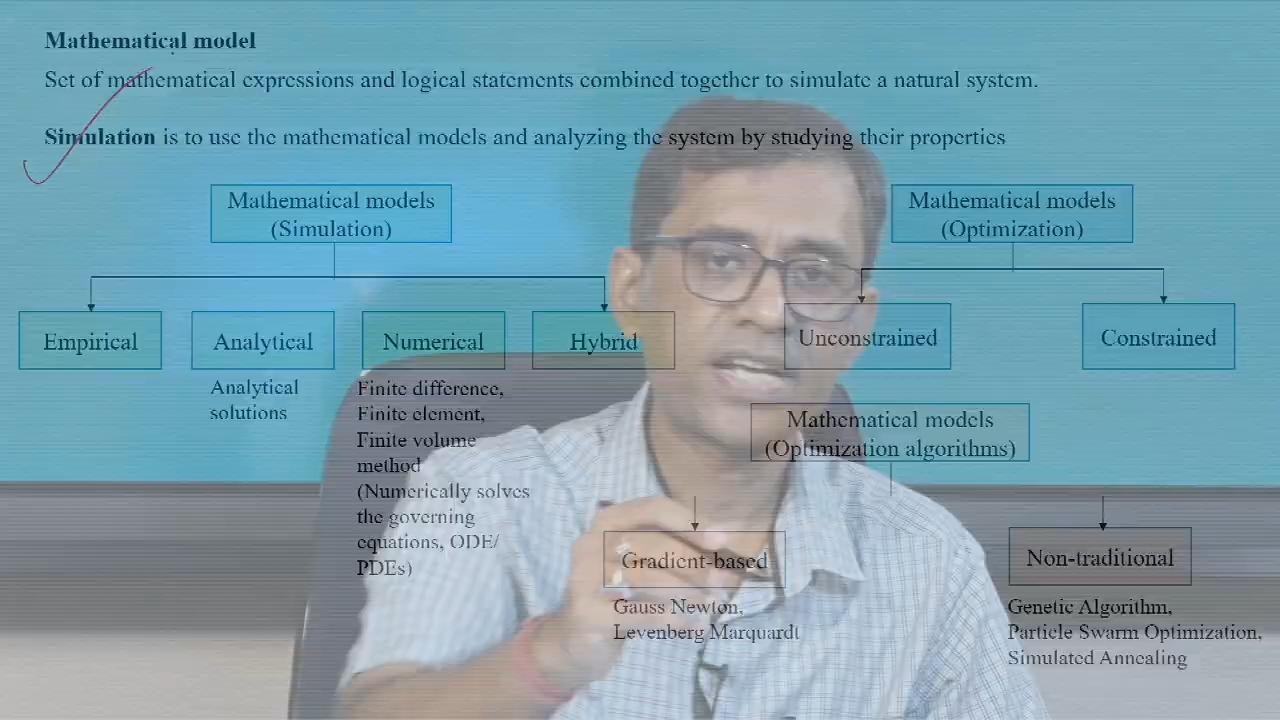 Mathematical model
Set of mathematical expressions and logical statements combined together to simulate a natural system.
Simulation is to use the mathematical models and analyzing the system by studying their properties
Mathematical models
(Simulation)
Empirical
Analytical
Numerical
Hybrid
Analytical
solutions
Finite difference,
Finite element,
Finite volume
method
(Numerically solves
the governing
equations, ODE/
PDEs)
Mathematical models
(Optimization)
Unconstrained
Constrained
Mathematical models
(Optimization algorithms)
Gradient-based
Gauss Newton,
Levenberg Marquardt
Non-traditional
Genetic Algorithm,
Particle Swarm Optimization,
Simulated Annealing